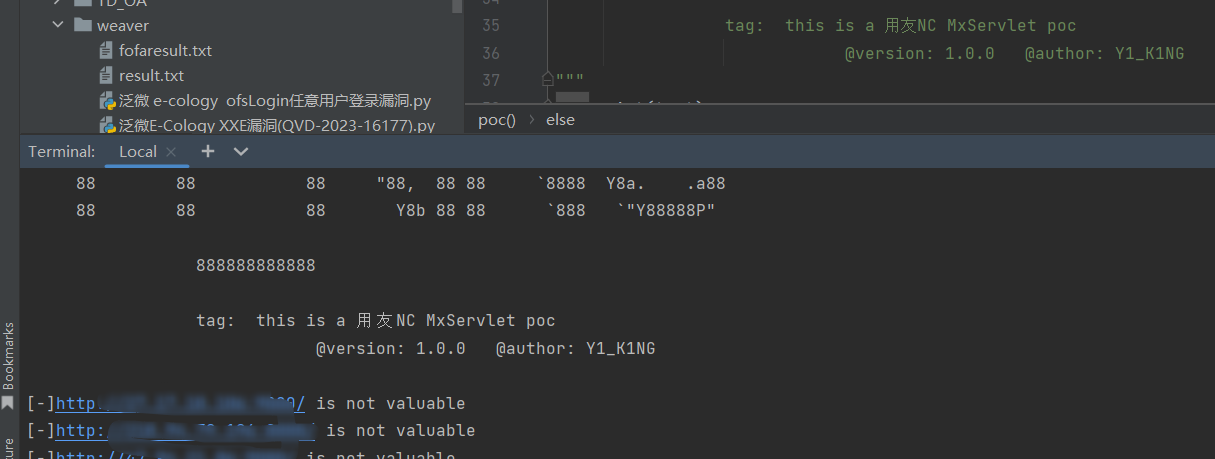 TD_OA
weaver
fofaresult.txt
result.txt
泛微 e-cology ofsLogin任意用户登录漏洞.py
泛微E-Cology XXE漏洞(QVD-2023-16177).py
35 tag: this is a 用友NC MxServlet poc
36 @version: 1.0.0 @author: Y1_K1NG
37 """
poc() › else
Terminal: Local × +
88 88 88 "88, 88 88 `8888 Y8a. .a88
88 88 88 Y8b 88 88 `888 `"Y88888P"
888888888888
tag: this is a 用友NC MxServlet poc
@version: 1.0.0 @author: Y1_K1NG
[-]http: is not valuable
[-]http: is not valuable
[-]http:// is not valuable
Bookmarks